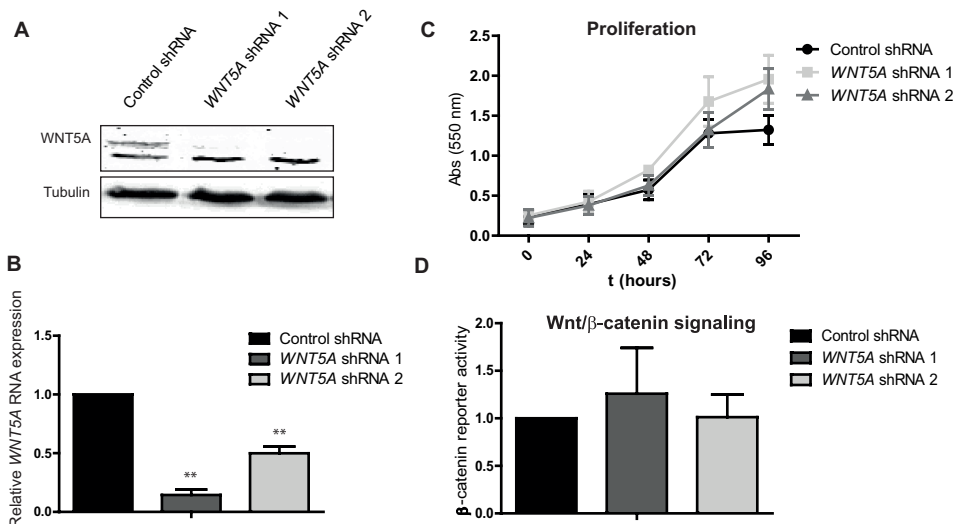 A
Control shRNA
WNT5A shRNA 1
WNT5A shRNA 2
WNT5A
Tubulin
B
Relative WNT5A RNA expression
1.5
1.0
0.5
0.0
**
**
Control shRNA
WNT5A shRNA 1
WNT5A shRNA 2
C
Proliferation
Abs (550 nm)
2.5
2.0
1.5
1.0
0.5
0.0
0
24
48
72
96
t (hours)
Control shRNA
WNT5A shRNA 1
WNT5A shRNA 2
D
Wnt/β-catenin signaling
β-catenin reporter activity
2.0
1.5
1.0
0.5
0.0
Control shRNA
WNT5A shRNA 1
WNT5A shRNA 2